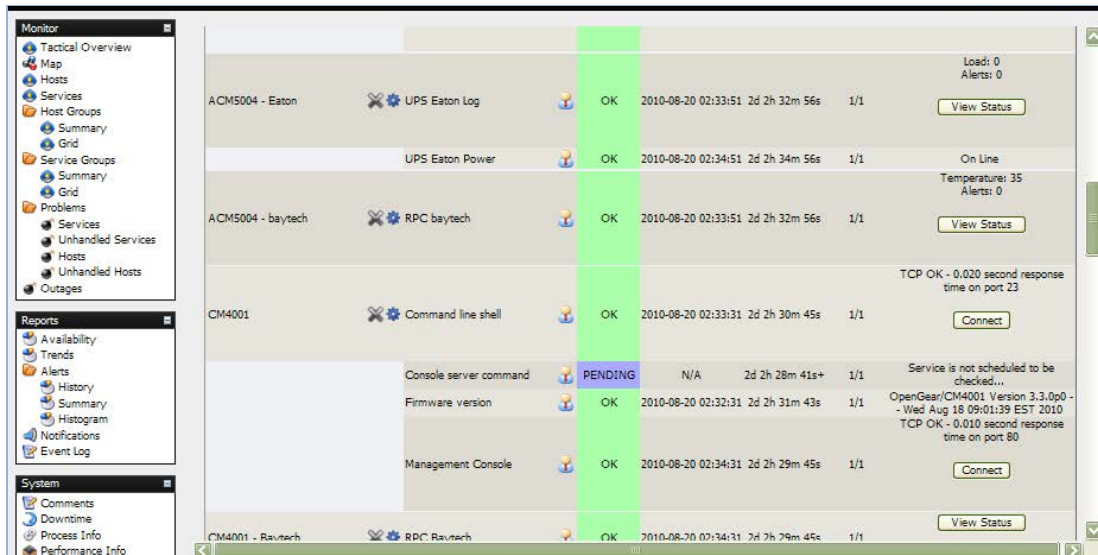 Monitor
Tactical Overview
Map
Hosts
Services
Host Groups
Summary
Grid
Service Groups
Summary
Grid
Problems
Services
Unhandled Services
Hosts
Unhandled Hosts
Outages
Reports
Availability
Trends
Alerts
History
Summary
Histogram
Notifications
Event Log
System
Comments
Downtime
Process Info
Performance Info
Load: 0
Alerts: 0
ACM5004 - Eaton UPS Eaton Log OK 2010-08-20 02:33:51 2d 2h 32m 56s 1/1
View Status
UPS Eaton Power OK 2010-08-20 02:34:51 2d 2h 34m 56s 1/1 On Line
Temperature: 35
Alerts: 0
ACM5004 - baytech RPC baytech OK 2010-08-20 02:33:51 2d 2h 32m 56s 1/1
View Status
TCP OK - 0.020 second response
time on port 23
CM4001 Command line shell OK 2010-08-20 02:33:31 2d 2h 30m 45s 1/1
Connect
Console server command PENDING N/A 2d 2h 28m 41s+ 1/1 Service is not scheduled to be
checked...
Firmware version OK 2010-08-20 02:32:31 2d 2h 31m 43s 1/1 OpenGear/CM4001 Version 3.3.0p0 -
- Wed Aug 18 09:01:39 EST 2010
TCP OK - 0.010 second response
time on port 80
Management Console OK 2010-08-20 02:34:31 2d 2h 29m 45s 1/1
Connect
View Status
CM4001 - Baytech RPC Baytech OK 2010-08-20 02:34:31 2d 2h 29m 45s 1/1